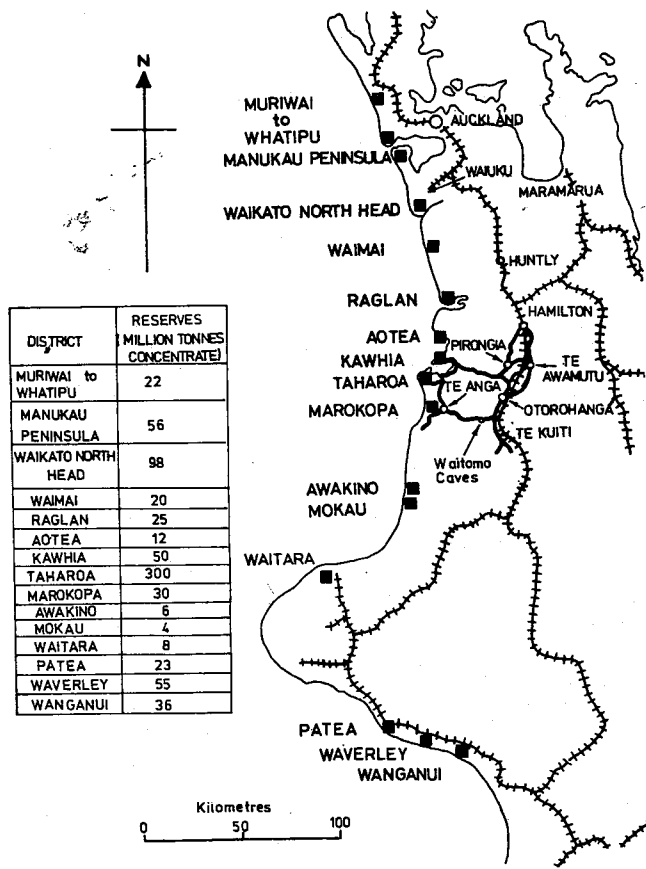 N
MURIWAI
to
WHATIPU
AUCKLAND
MANUKAU PENINSULA
WAIUKU
MARAMARUA
WAIKATO NORTH HEAD
WAIMAI
HUNTLY
RAGLAN
HAMILTON
AOTEA
PIRONGIA
KAWHIA
TE
AWAMUTU
TAHAROA
TE ANGA
MAROKOPA
OTOROHANGA
TE KUITI
Waitomo
Caves
AWAKINO
MOKAU
WAITARA
PATEA
WAVERLEY
WANGANUI
DISTRICT RESERVES
(MILLION TONNES
CONCENTRATE)
MURIWAI to
WHATIPU 22
MANUKAU
PENINSULA 56
WAIKATO NORTH
HEAD 98
WAIMAI 20
RAGLAN 25
AOTEA 12
KAWHIA 50
TAHAROA 300
MAROKOPA 30
AWAKINO 6
MOKAU 4
WAITARA 8
PATEA 23
WAVERLEY 55
WANGANUI 36
Kilometres
0 50 100